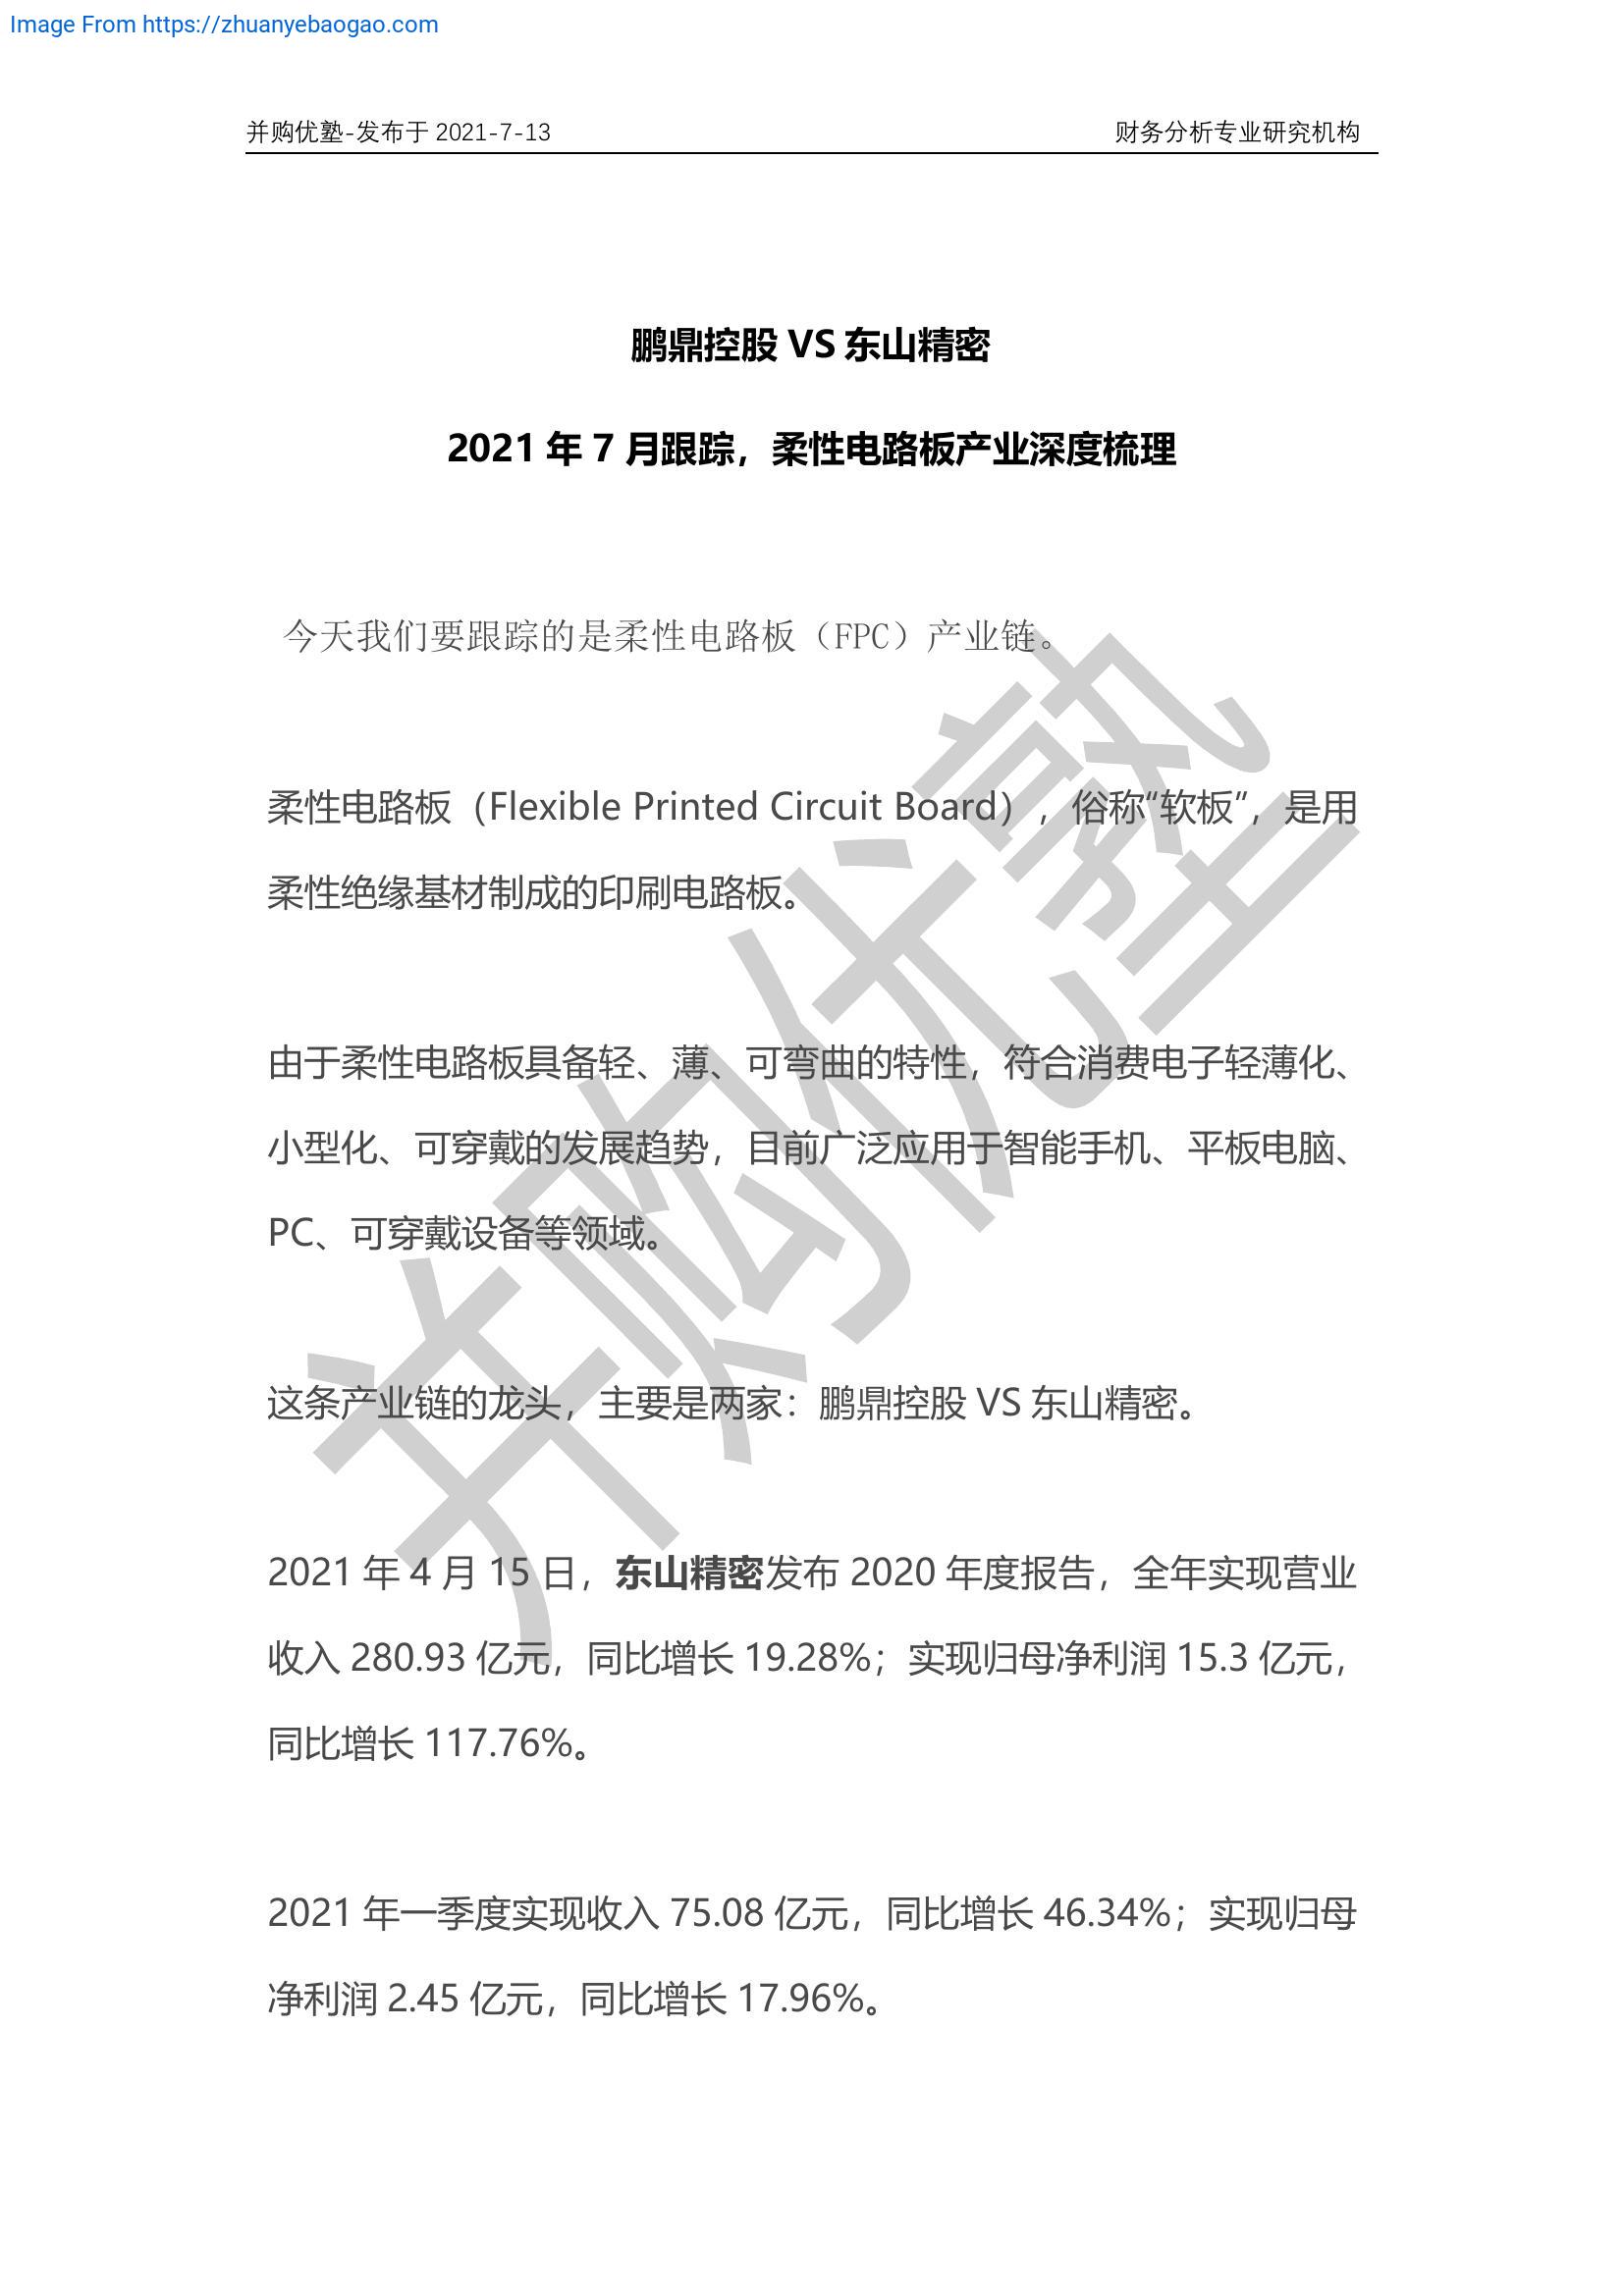 Image From https://zhuanyebaogao.com
并购优塾-发布于 2021-7-13 财务分析专业研究机构
鹏鼎控股 VS 东山精密
2021 年 7 月跟踪，柔性电路板产业深度梳理
今天我们要跟踪的是柔性电路板（FPC）产业链。
柔性电路板（Flexible Printed Circuit Board），俗称“软板”，是用
柔性绝缘基材制成的印刷电路板。
由于柔性电路板具备轻、薄、可弯曲的特性，符合消费电子轻薄化、
小型化、可穿戴的发展趋势，目前广泛应用于智能手机、平板电脑、
PC、可穿戴设备等领域。
这条产业链的龙头，主要是两家：鹏鼎控股 VS 东山精密。
2021 年 4 月 15 日，东山精密发布 2020 年度报告，全年实现营业
收入 280.93 亿元，同比增长 19.28%；实现归母净利润 15.3 亿元，
同比增长 117.76%。
2021 年一季度实现收入 75.08 亿元，同比增长 46.34%；实现归母
净利润 2.45 亿元，同比增长 17.96%。
并购优塾